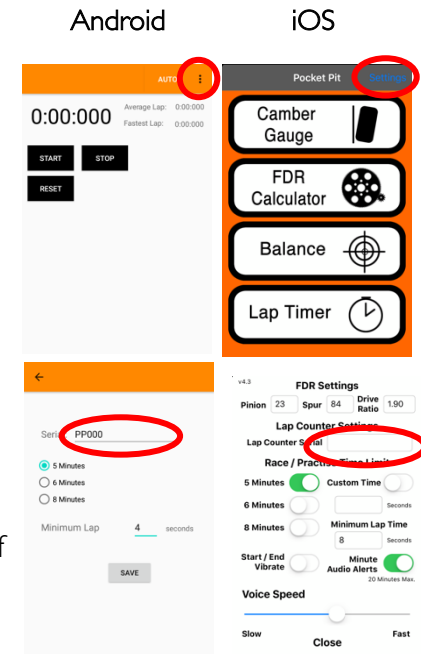 Android iOS
AUTO
0:00:000
Average Lap: 0:00:000
Fastest Lap: 0:00:000
START STOP
RESET
Pocket Pit Settings
Camber
Gauge
FDR
Calculator
Balance
Lap Timer
PP000
5 Minutes
6 Minutes
8 Minutes
Minimum Lap 4 seconds
SAVE
f
v4.3
FDR Settings
Pinion 23 Spur 84 Drive Ratio 1.90
Lap Counter Settings
Lap Counter Serial
Race / Practise Time Limit
5 Minutes Custom Time
6 Minutes Seconds
8 Minutes Minimum Lap Time
8 Seconds
Start / End
Vibrate
Minute
Audio Alerts
20 Minutes Max.
Voice Speed
Slow Fast
Close